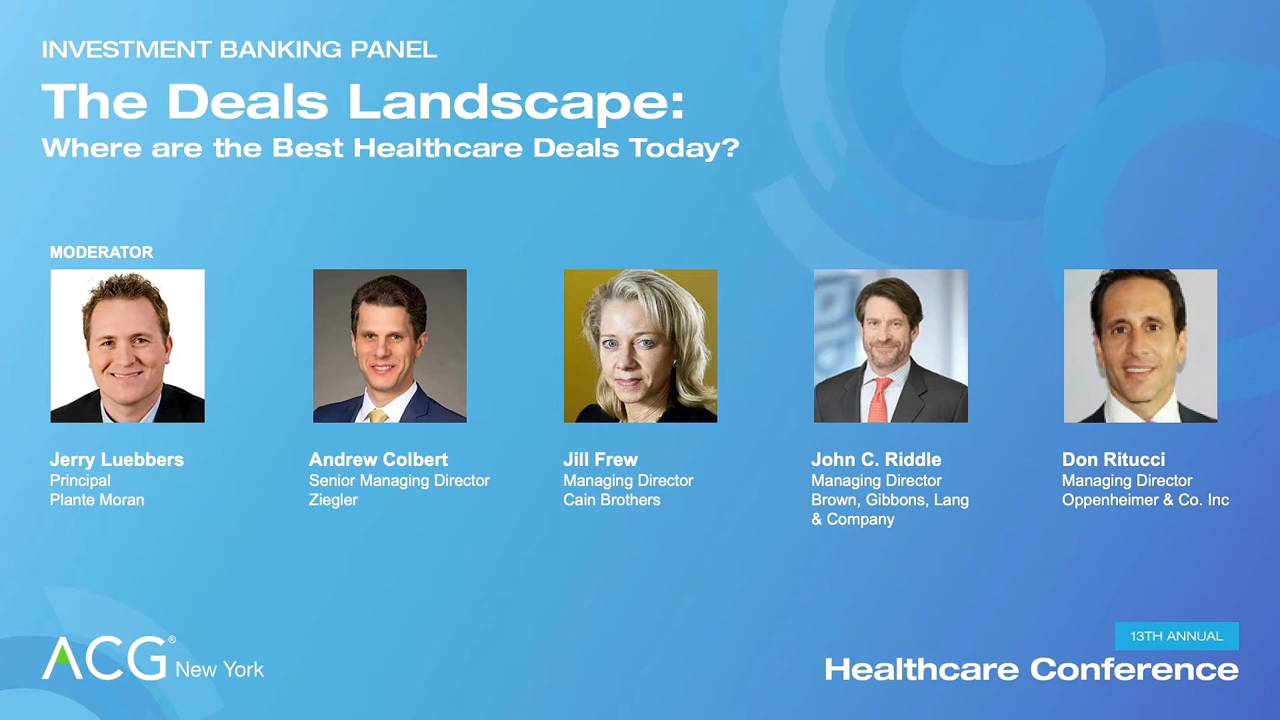 INVESTMENT BANKING PANEL
The Deals Landscape:
Where are the Best Healthcare Deals Today?
MODERATOR
Jerry Luebbers
Principal
Plante Moran
Andrew Colbert
Senior Managing Director
Ziegler
Jill Frew
Managing Director
Cain Brothers
John C. Riddle
Managing Director
Brown, Gibbons, Lang
& Company
Don Ritucci
Managing Director
Oppenheimer & Co. Inc
ACG® New York
13TH ANNUAL
Healthcare Conference